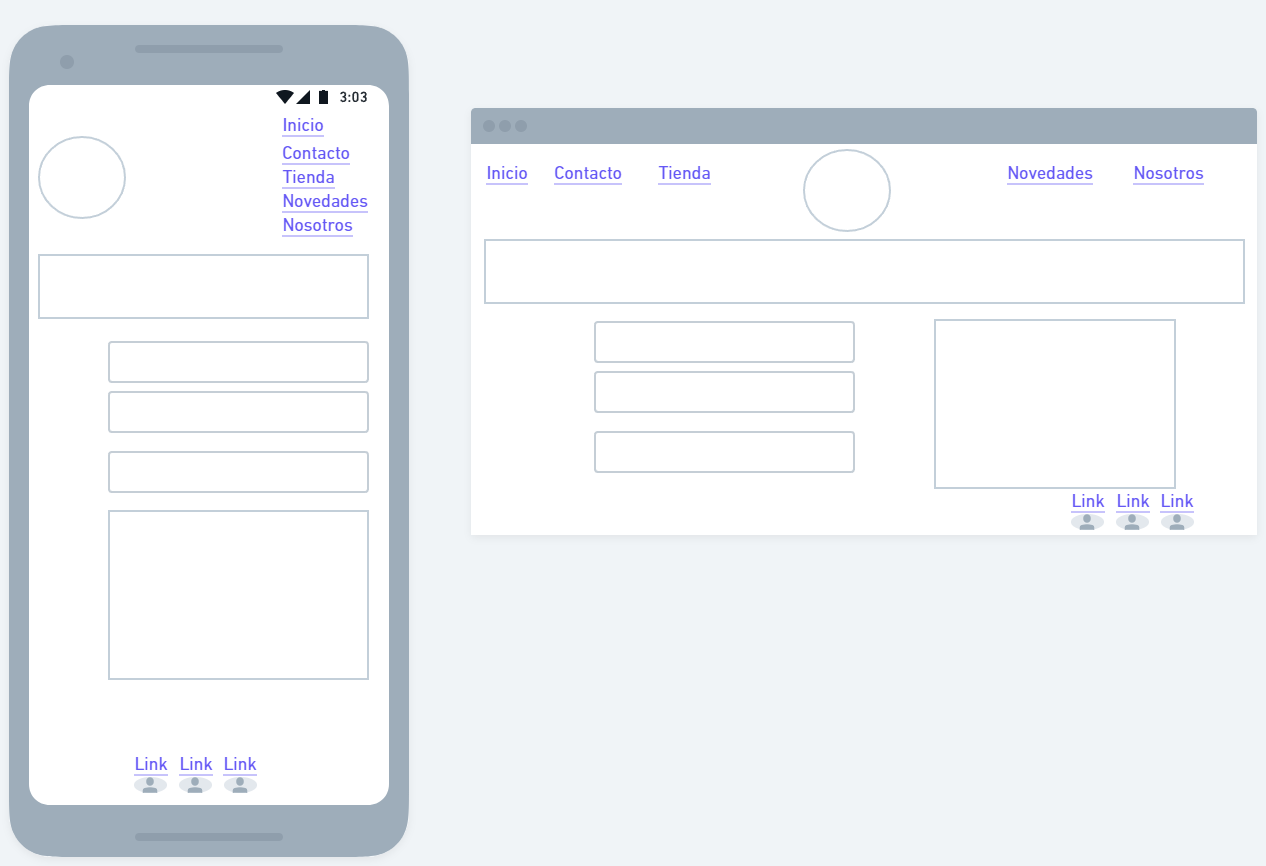 3:03
Inicio
Contacto
Tienda
Novedades
Nosotros
Link Link Link
Inicio Contacto Tienda Novedades Nosotros
Link Link Link